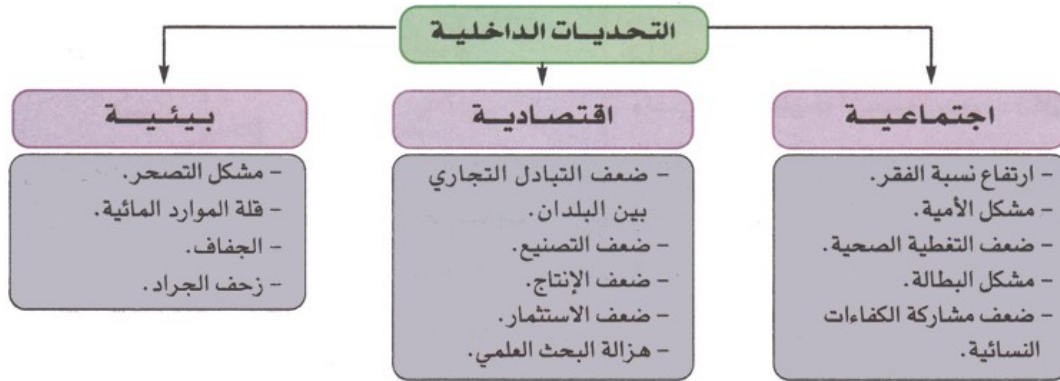 التحديات الداخلية
اجتماعية
- ارتفاع نسبة الفقر.
- مشكل الأمية.
- ضعف التغطية الصحية.
- مشكل البطالة.
- ضعف مشاركة الكفاءات
النسائية.
اقتصادية
- ضعف التبادل التجاري
بين البلدان.
- ضعف التصنيع.
- ضعف الإنتاج.
- ضعف الاستثمار.
- هزالة البحث العلمي.
بيئية
- مشكل التصحر.
- قلة الموارد المائية.
- الجفاف.
- زحف الجراد.